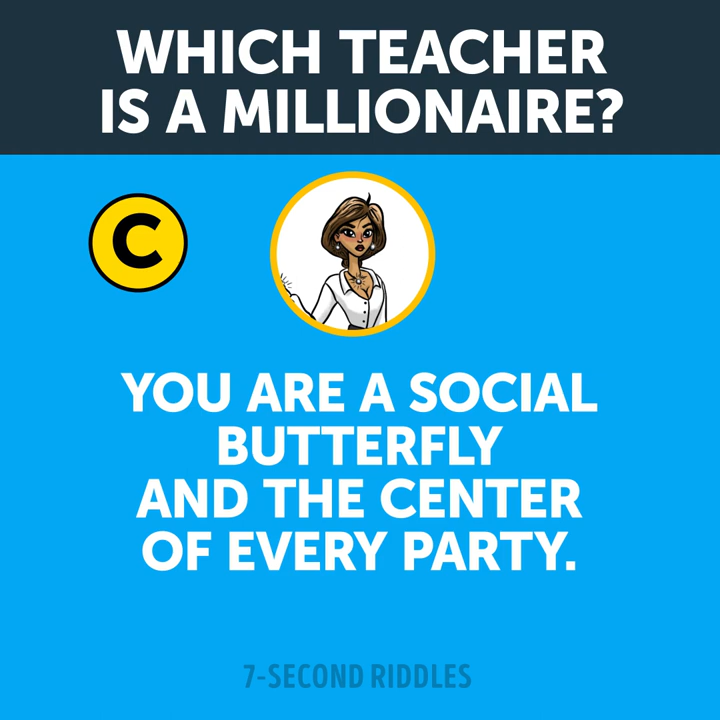 WHICH TEACHER
IS A MILLIONAIRE?
C
YOU ARE A SOCIAL
BUTTERFLY
AND THE CENTER
OF EVERY PARTY.
7-SECOND RIDDLES